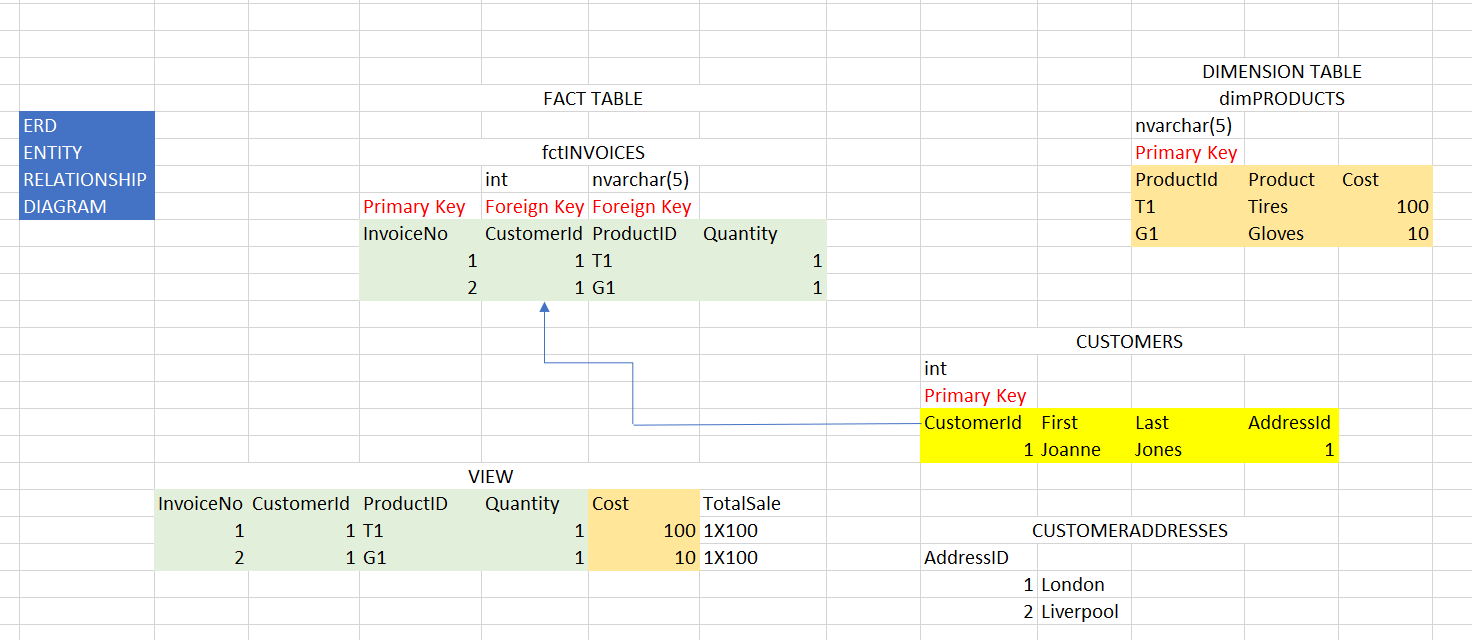 DIMENSION TABLE
FACT TABLE
dimPRODUCTS
ERD
nvarchar(5)
ENTITY
fctINVOICES
Primary Key
RELATIONSHIP
int nvarchar(5)
ProductId Product Cost
DIAGRAM
Primary Key Foreign Key Foreign Key
T1 Tires 100
InvoiceNo CustomerId ProductID Quantity
G1 Gloves 10
1 1 T1 1
2 1 G1 1
CUSTOMERS
int
Primary Key
CustomerId First Last AddressId
1 Joanne Jones 1
VIEW
InvoiceNo CustomerId ProductID Quantity Cost TotalSale
1 1 T1 1 100 1X100
2 1 G1 1 10 1X100
CUSTOMERADDRESSES
AddressID
1 London
2 Liverpool